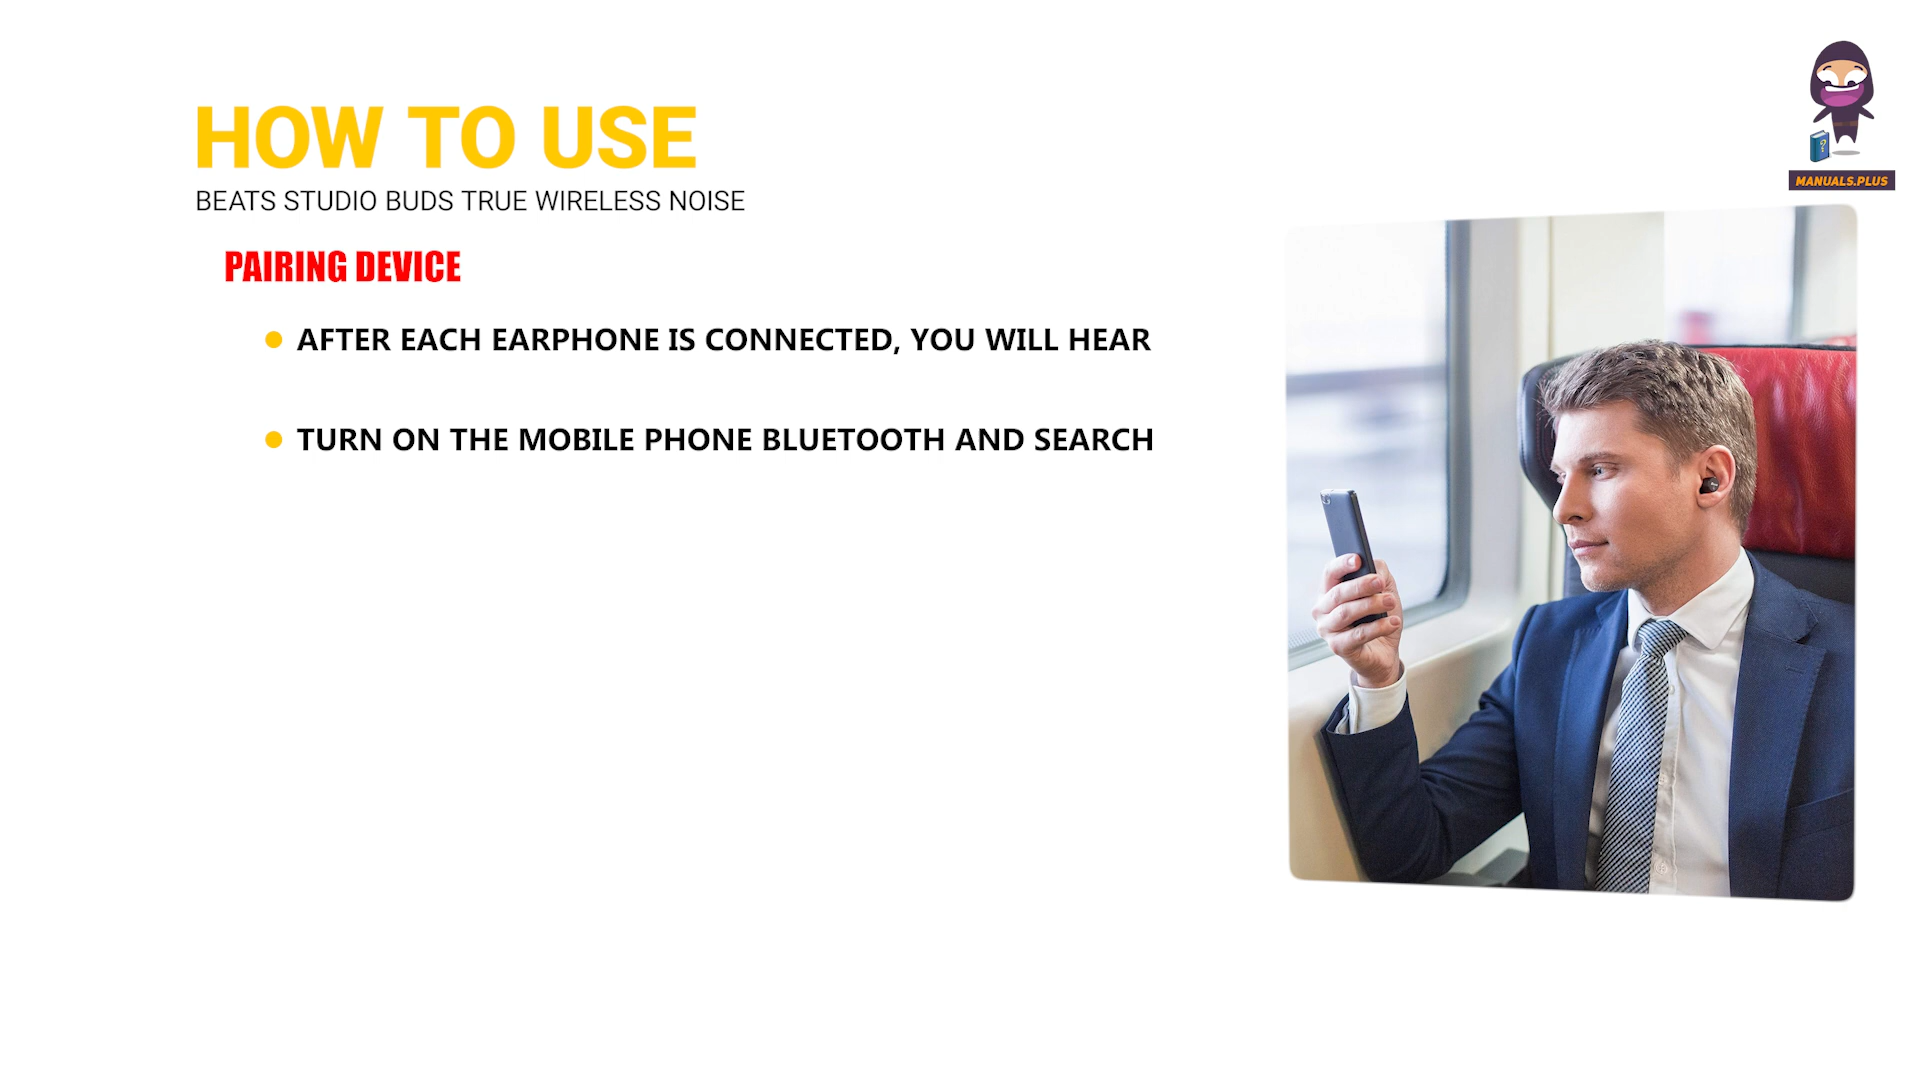 HOW TO USE
BEATS STUDIO BUDS TRUE WIRELESS NOISE
PAIRING DEVICE
AFTER EACH EARPHONE IS CONNECTED, YOU WILL HEAR
TURN ON THE MOBILE PHONE BLUETOOTH AND SEARCH
?
MANUALS.PLUS